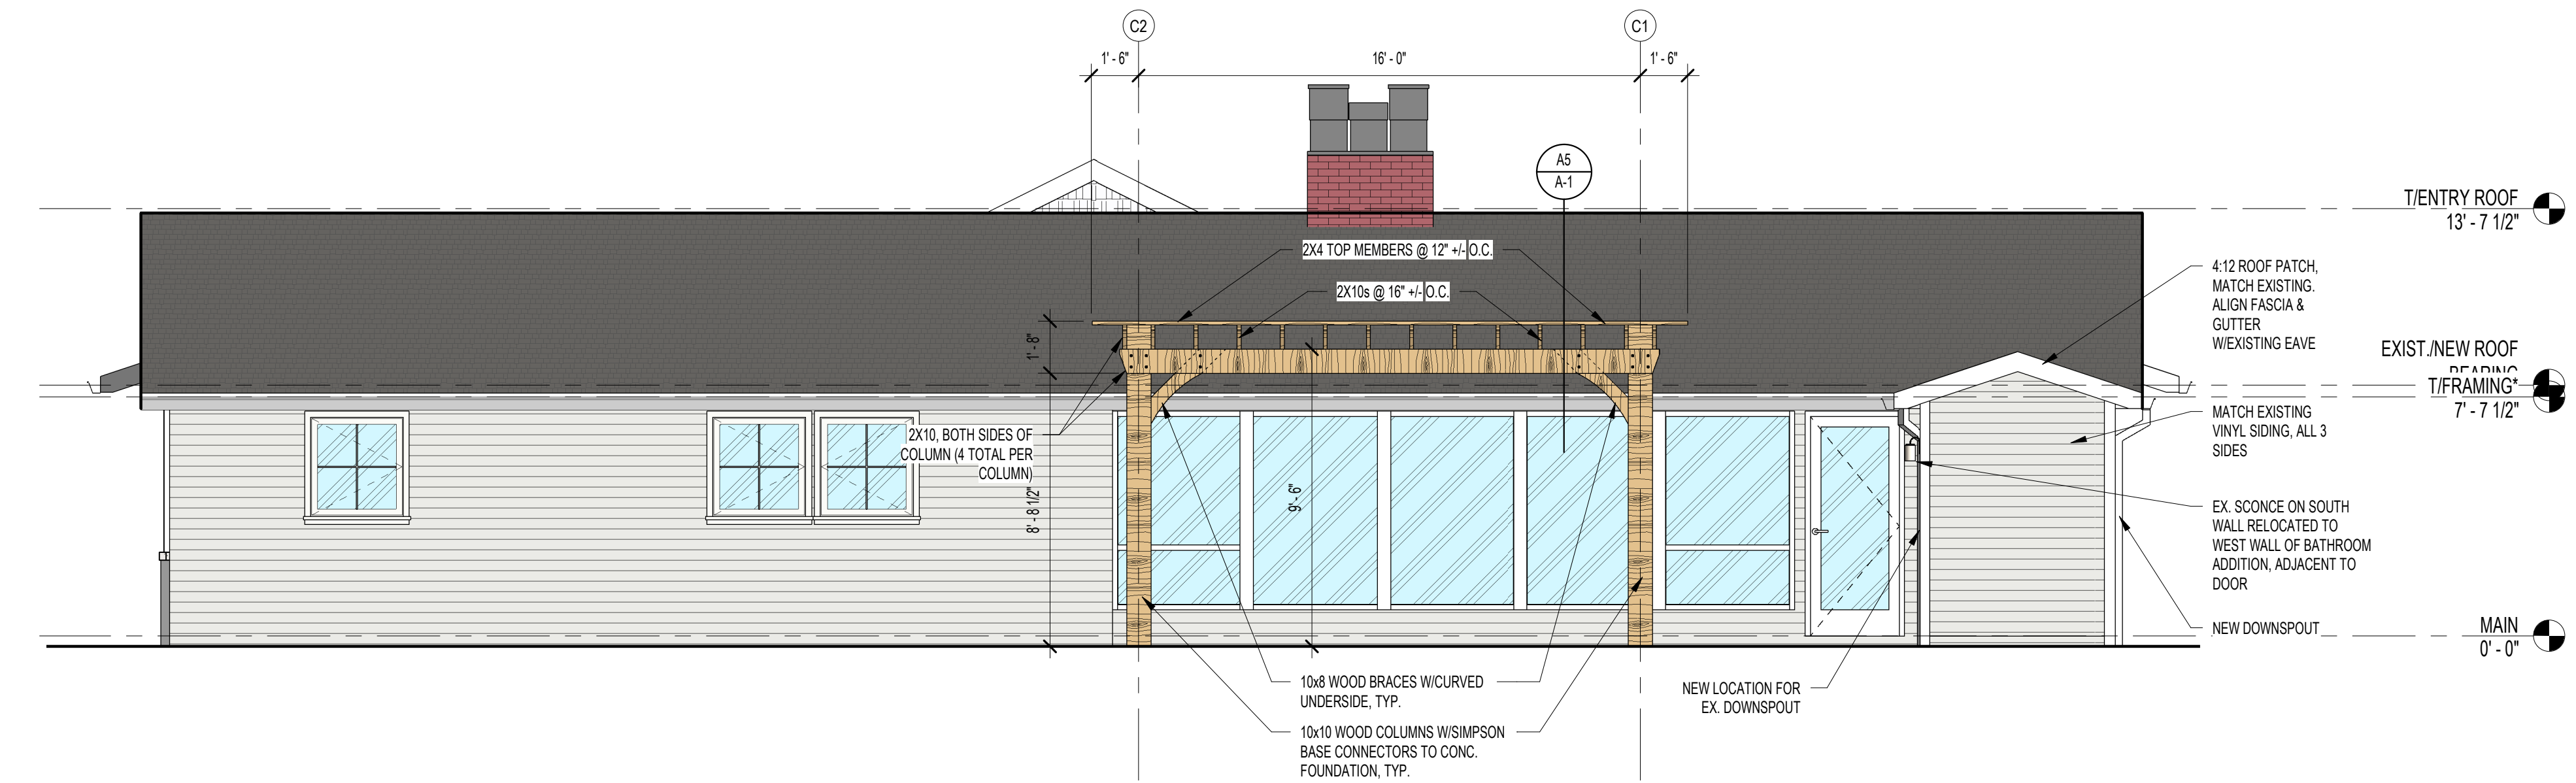 C2
C1
1' - 6"
16' - 0"
1' - 6"
A5
A-1
T/ENTRY ROOF
13' - 7 1/2"
2X4 TOP MEMBERS @ 12" +/- O.C.
2X10s @ 16" +/- O.C.
4:12 ROOF PATCH,
MATCH EXISTING.
ALIGN FASCIA &
GUTTER
W/EXISTING EAVE
1' - 8"
EXIST./NEW ROOF
BEARING
T/FRAMING*
7' - 7 1/2"
MATCH EXISTING
VINYL SIDING, ALL 3
SIDES
2X10, BOTH SIDES OF
COLUMN (4 TOTAL PER
COLUMN)
8' - 8 1/2"
9' - 6"
EX. SCONCE ON SOUTH
WALL RELOCATED TO
WEST WALL OF BATHROOM
ADDITION, ADJACENT TO
DOOR
NEW DOWNSPOUT
MAIN
0' - 0"
10x8 WOOD BRACES W/CURVED
UNDERSIDE, TYP.
NEW LOCATION FOR
EX. DOWNSPOUT
10x10 WOOD COLUMNS W/SIMPSON
BASE CONNECTORS TO CONC.
FOUNDATION, TYP.